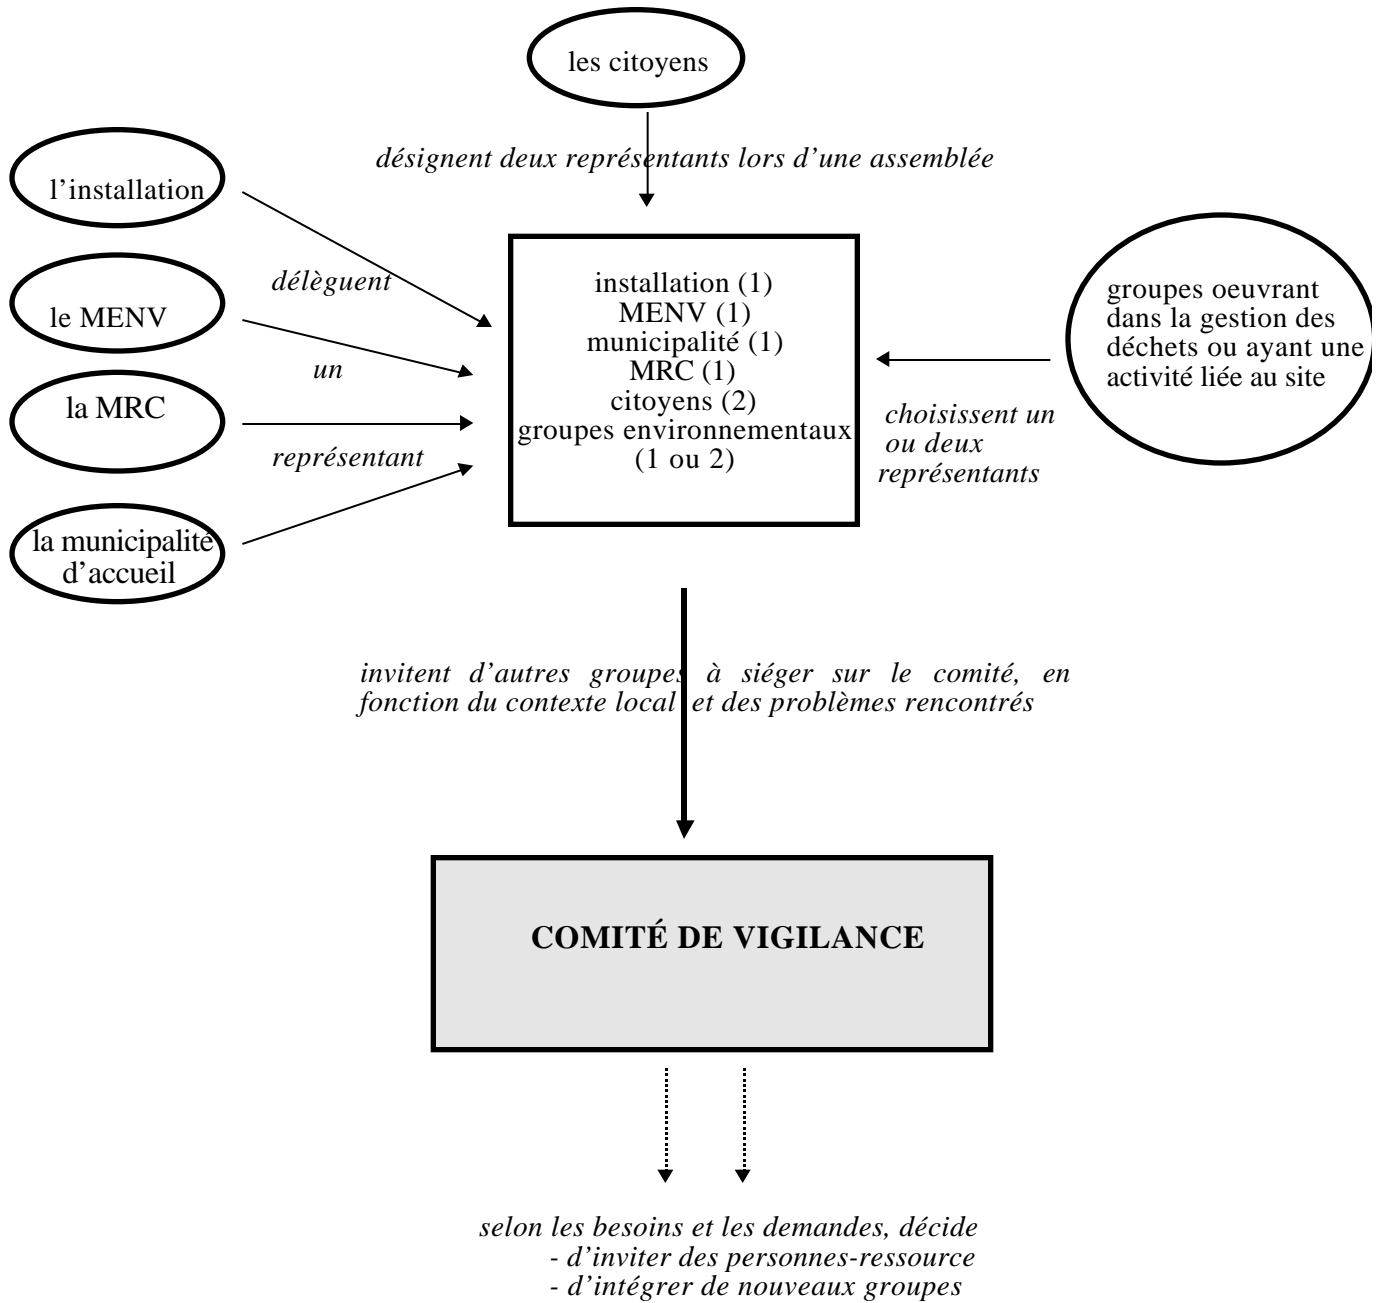 les citoyens
désignent deux représentants lors d’une assemblée
l’installation
délèguent
le MENV
un
la MRC
représentant
la municipalité
d’accueil
installation (1)
MENV (1)
municipalité (1)
MRC (1)
citoyens (2)
groupes environnementaux
(1 ou 2)
groupes oeuvrant
dans la gestion des
déchets ou ayant une
activité liée au site
choisissent un
ou deux
représentants
invitent d’autres groupes à siéger sur le comité, en
fonction du contexte local et des problèmes rencontrés
COMITÉ DE VIGILANCE
selon les besoins et les demandes, décide
- d’inviter des personnes-ressource
- d’intégrer de nouveaux groupes